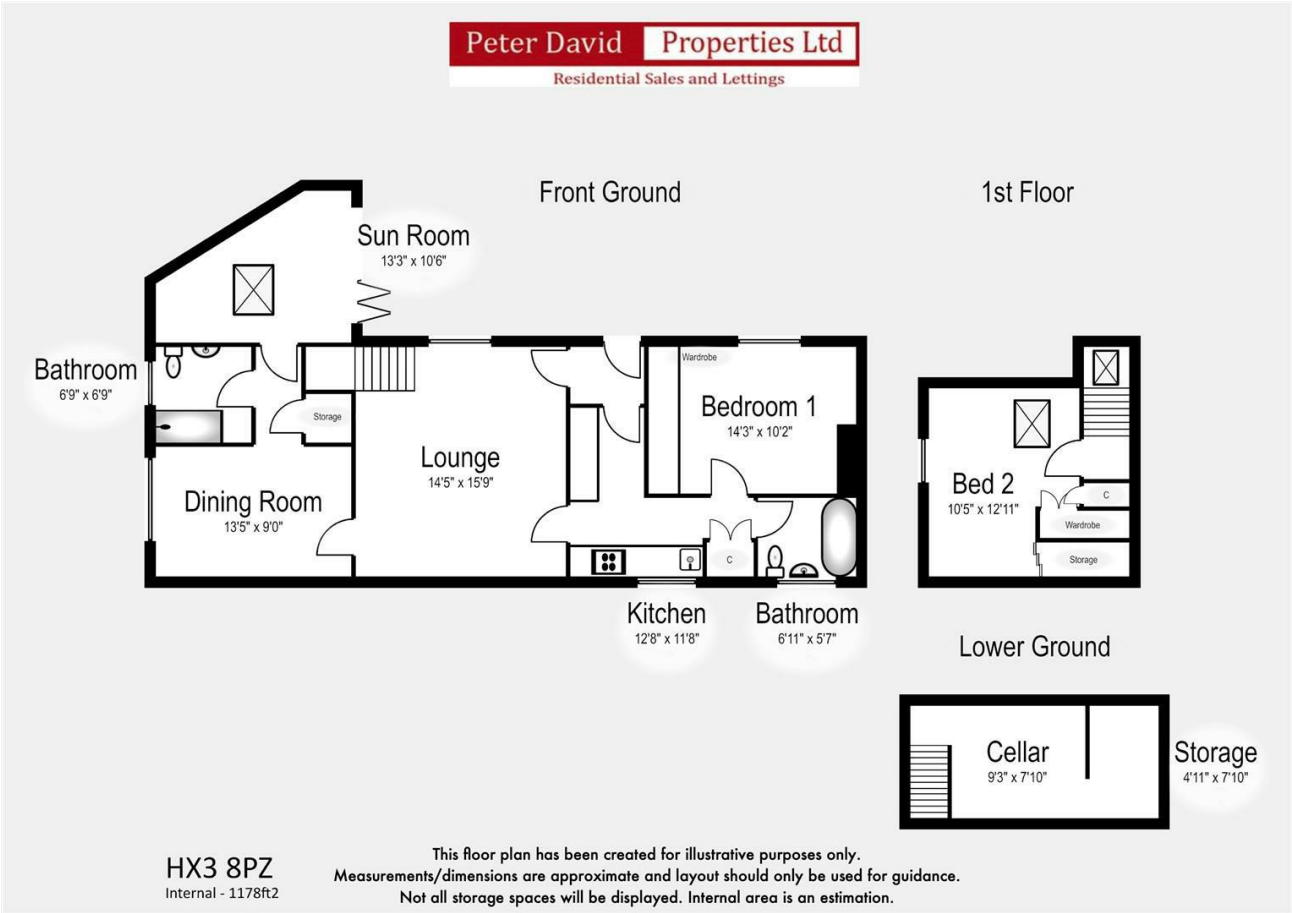 Peter David Properties Ltd
Residential Sales and Lettings
Front Ground
1st Floor
Sun Room
13'3" x 10'6"
Bathroom
6'9" x 6'9"
Storage
Wardrobe
Bedroom 1
14'3" x 10'2"
Lounge
14'5" x 15'9"
Dining Room
13'5" x 9'0"
C
Kitchen
12'8" x 11'8"
Bathroom
6'11" x 5'7"
Bed 2
10'5" x 12'11"
C
Wardrobe
Storage
Lower Ground
Cellar
9'3" x 7'10"
Storage
4'11" x 7'10"
HX3 8PZ
Internal - 1178ft2
This floor plan has been created for illustrative purposes only.
Measurements/dimensions are approximate and layout should only be used for guidance.
Not all storage spaces will be displayed. Internal area is an estimation.